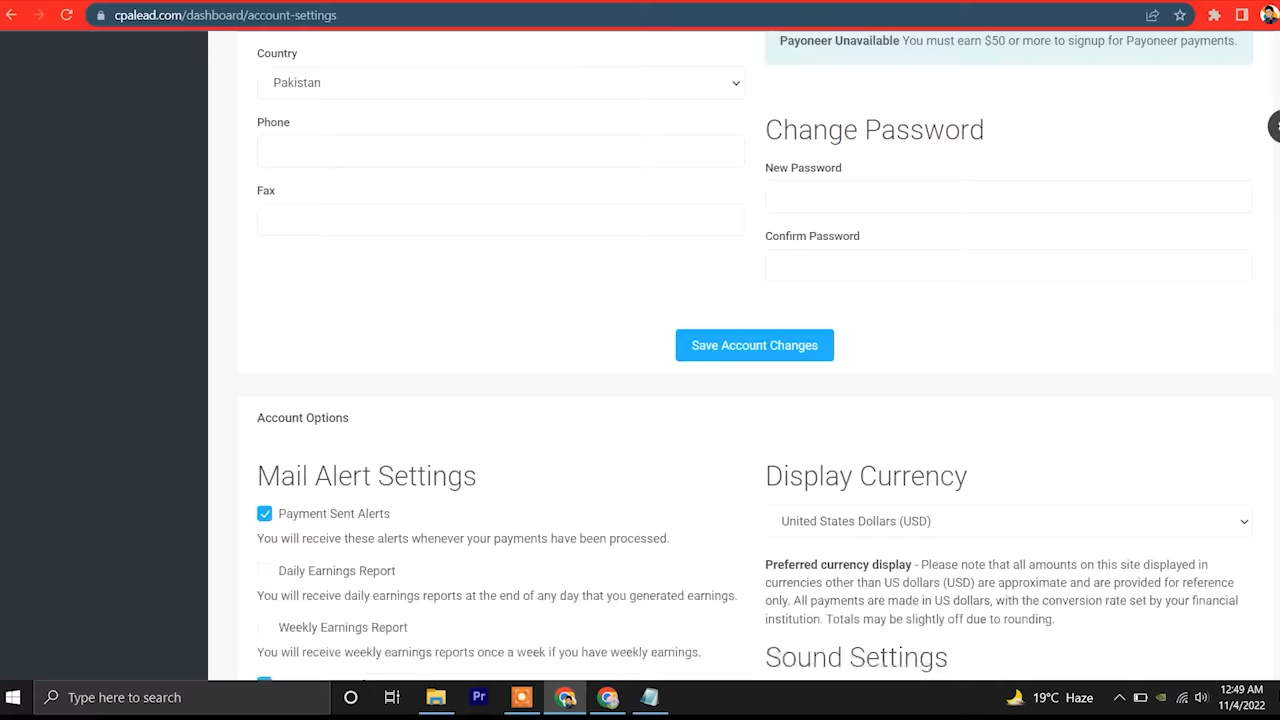 cpalead.com/dashboard/account-settings
Country
Pakistan
Phone
Fax
Payoneer Unavailable You must earn $50 or more to signup for Payoneer payments.
Change Password
New Password
Confirm Password
Save Account Changes
Account Options
Mail Alert Settings
Payment Sent Alerts
You will receive these alerts whenever your payments have been processed.
Daily Earnings Report
You will receive daily earnings reports at the end of any day that you generated earnings.
Weekly Earnings Report
You will receive weekly earnings reports once a week if you have weekly earnings.
Display Currency
United States Dollars (USD)
Preferred currency display - Please note that all amounts on this site displayed in
currencies other than US dollars (USD) are approximate and are provided for reference
only. All payments are made in US dollars, with the conversion rate set by your financial
institution. Totals may be slightly off due to rounding.
Sound Settings
Type here to search
Pr
19°C Haze
12:49 AM
11/4/2022